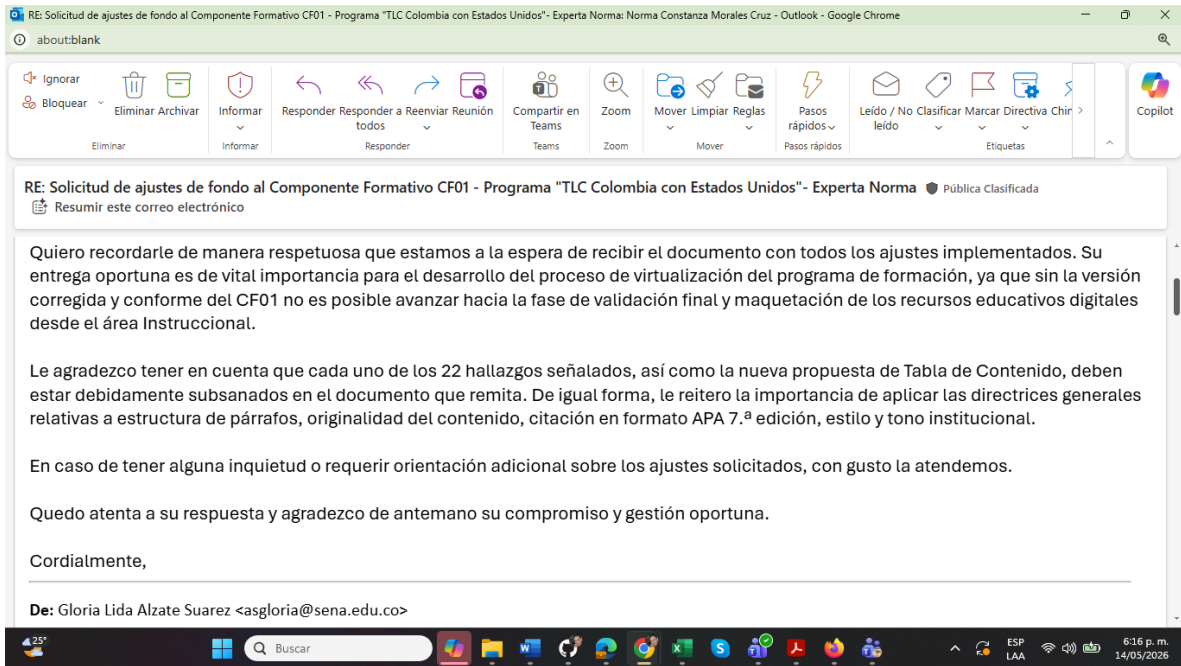 RE: Solicitud de ajustes de fondo al Componente Formativo CF01 - Programa "TLC Colombia con Estados Unidos"- Experta Norma: Norma Constanza Morales Cruz - Outlook - Google Chrome
about:blank
Ignorar
Bloquear
Eliminar Archivar
Informar
Responder Responder a todos Reenviar Reunión
Compartir en Teams
Zoom
Mover Limpiar Reglas
Pasos rápidos
Leído / No leído Clasificar Marcar Directiva Chin
Copilot
Eliminar Informar Responder Teams Zoom Mover Pasos rápidos Etiquetas
RE: Solicitud de ajustes de fondo al Componente Formativo CF01 - Programa "TLC Colombia con Estados Unidos"- Experta Norma Pública Clasificada
Resumir este correo electrónico
Quiero recordarle de manera respetuosa que estamos a la espera de recibir el documento con todos los ajustes implementados. Su
entrega oportuna es de vital importancia para el desarrollo del proceso de virtualización del programa de formación, ya que sin la versión
corregida y conforme del CF01 no es posible avanzar hacia la fase de validación final y maquetación de los recursos educativos digitales
desde el área Instruccional.
Le agradezco tener en cuenta que cada uno de los 22 hallazgos señalados, así como la nueva propuesta de Tabla de Contenido, deben
estar debidamente subsanados en el documento que remita. De igual forma, le reitero la importancia de aplicar las directrices generales
relativas a estructura de párrafos, originalidad del contenido, citación en formato APA 7.ª edición, estilo y tono institucional.
En caso de tener alguna inquietud o requerir orientación adicional sobre los ajustes solicitados, con gusto la atendemos.
Quedo atenta a su respuesta y agradezco de antemano su compromiso y gestión oportuna.
Cordialmente,
De: Gloria Lida Alzate Suarez <asgloria@sena.edu.co>
25°
Buscar
ESP
LAA
6:16 p. m.
14/05/2026